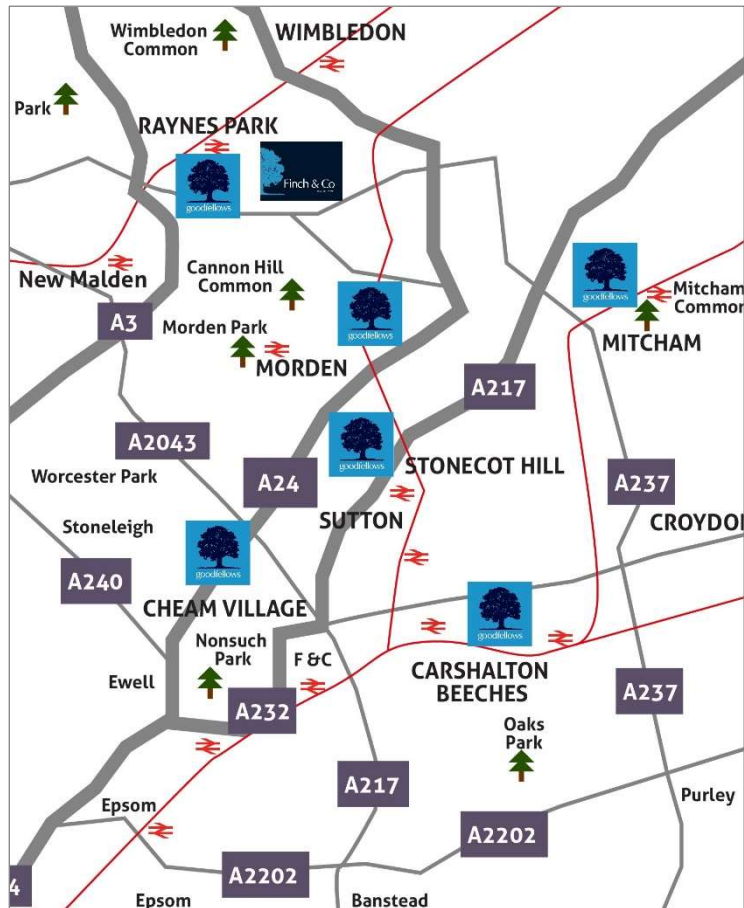 Wimbledon
Common
WIMBLEDON
Park
RAYNES PARK
goodfellows
Finch & Co
New Malden
Cannon Hill
Common
goodfellows
Mitcham
Common
A3
Morden Park
goodfellows
MITCHAM
MORDEN
A217
A2043
goodfellows
Worcester Park
A24
STONECOT HILL
A237
Stoneleigh
SUTTON
CROYDO
A240
goodfellows
CHEAM VILLAGE
goodfellows
Nonsuch
Park
F &C
Ewell
CARSHALTON
BEECHES
A232
A237
Oaks
Park
A217
Purley
Epsom
A2202
4
A2202
Epsom
Banstead